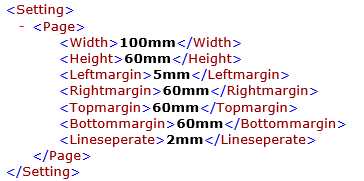 <Setting>
- <Page>
<Width>100mm</Width>
<Height>60mm</Height>
<Leftmargin>5mm</Leftmargin>
<Rightmargin>60mm</Rightmargin>
<Topmargin>60mm</Topmargin>
<Bottommargin>60mm</Bottommargin>
<Lineseperate>2mm</Lineseperate>
</Page>
</Setting>